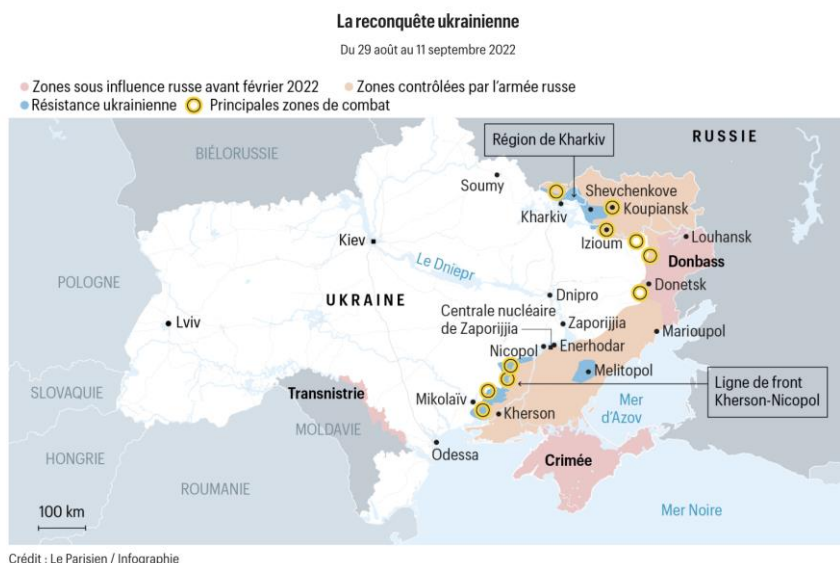 La reconquête ukrainienne
Du 29 août au 11 septembre 2022
Zones sous influence russe avant février 2022
Zones contrôlées par l’armée russe
Résistance ukrainienne
Principales zones de combat
RUSSIE
BIÉLORUSSIE
Région de Kharkiv
Soumy
Shevchenkove
Koupiansk
Kharkiv
Kiev
Izioum
Louhansk
Le Dniepr
Donbass
POLOGNE
Donetsk
UKRAINE
Dnipro
Centrale nucléaire
de Zaporijjia
Lviv
Zaporijjia
Marioupol
Nicopol
Enerhodar
Melitopol
Ligne de front
Kherson-Nicopol
SLOVAQUIE
Transnistrie
Mikolaïv
Kherson
Mer
d’Azov
MOLDAVIE
HONGRIE
Odessa
Crimée
ROUMANIE
100 km
Mer Noire
Crédit : Le Parisien / Infographie